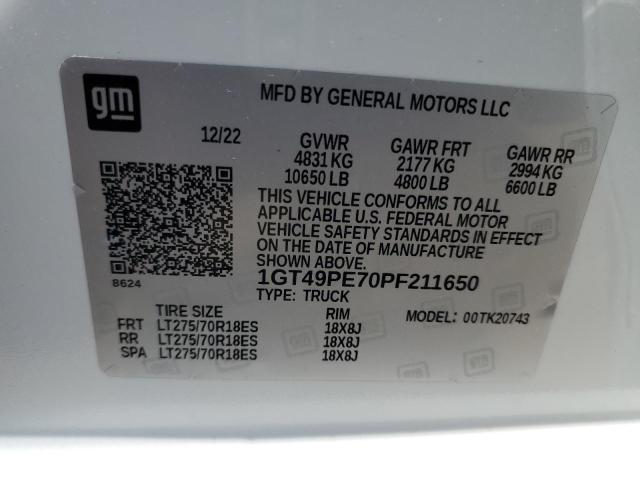 gm
MFD BY GENERAL MOTORS LLC
12/22 GVWR GAWR FRT GAWR RR
4831 KG 2177 KG 2994 KG
10650 LB 4800 LB 6600 LB
THIS VEHICLE CONFORMS TO ALL
APPLICABLE U.S. FEDERAL MOTOR
VEHICLE SAFETY STANDARDS IN EFFECT
ON THE DATE OF MANUFACTURE
SHOWN ABOVE.
8624
1GT49PE70PF211650
TYPE: TRUCK
TIRE SIZE RIM MODEL: 00TK20743
FRT LT275/70R18ES 18X8J
RR LT275/70R18ES 18X8J
SPA LT275/70R18ES 18X8J